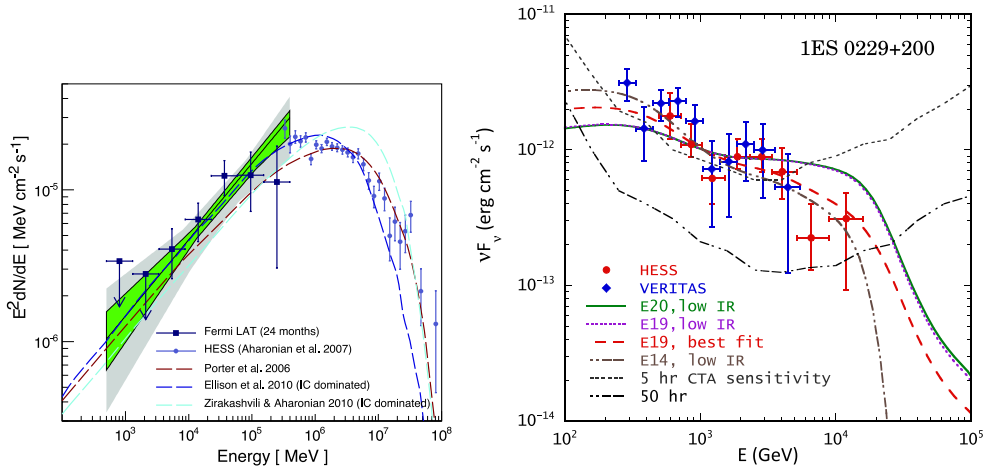 E²dN/dE [ MeV cm⁻² s⁻¹]
10⁻⁵
10⁻⁶
Fermi LAT (24 months)
HESS (Aharonian et al. 2007)
Porter et al. 2006
Ellison et al. 2010 (IC dominated)
Zirakashvili & Aharonian 2010 (IC dominated)
10³ 10⁴ 10⁵ 10⁶ 10⁷ 10⁸
Energy [ MeV]
νFν (erg cm⁻² s⁻¹)
10⁻¹¹
10⁻¹²
10⁻¹³
10⁻¹⁴
1ES 0229+200
HESS
VERITAS
E20,low IR
E19,low IR
E19, best fit
E14, low IR
5 hr CTA sensitivity
50 hr
10² 10³ 10⁴ 10⁵
E (GeV)